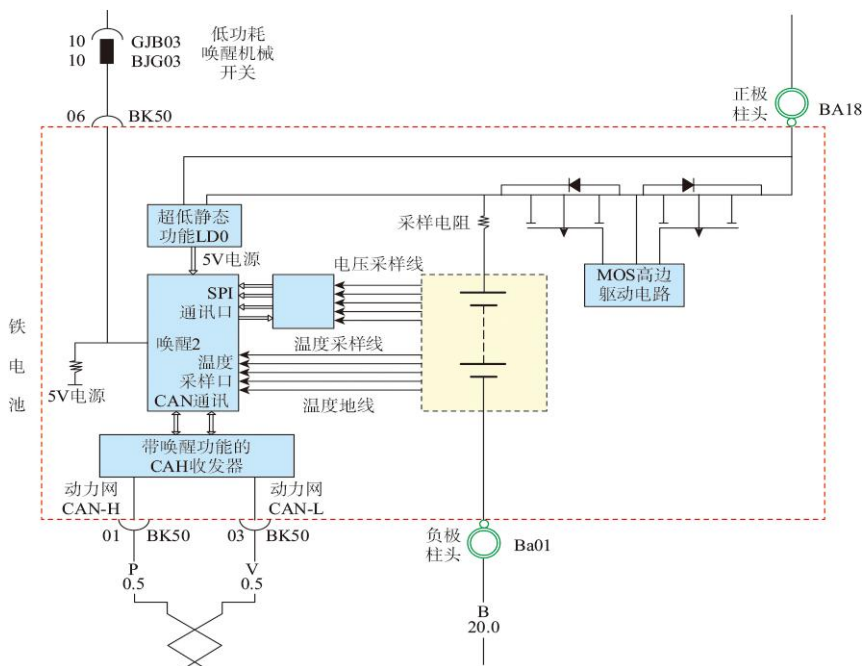 10
GJB03
10
BJG03
低功耗
唤醒机械
开关
06
BK50
正极
柱头
BA18
超低静态
功能LD0
5V电源
采样电阻
MOS高边
驱动电路
SPI
通讯口
电压采样线
唤醒2
温度
采样口
CAN通讯
温度采样线
温度地线
5V电源
铁
电
池
带唤醒功能的
CAH收发器
动力网
CAN-H
动力网
CAN-L
01
BK50
03
BK50
负极
柱头
Ba01
P
0.5
V
0.5
B
20.0